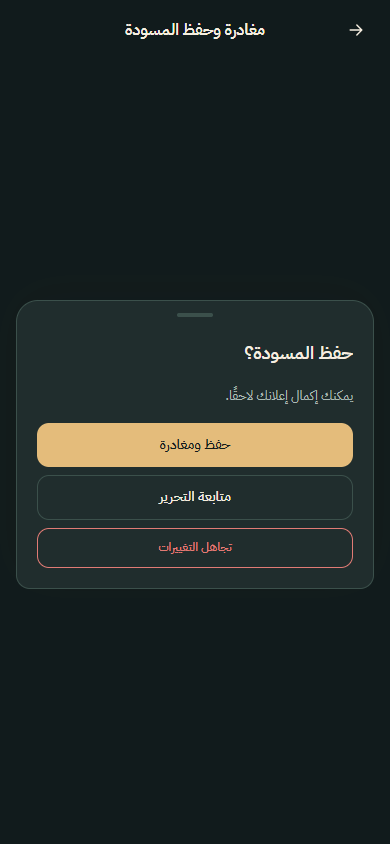 مغادرة وحفظ المسودة
حفظ المسودة؟
يمكنك إكمال إعلانك لاحقًا.
حفظ ومغادرة
متابعة التحرير
تجاهل التغييرات